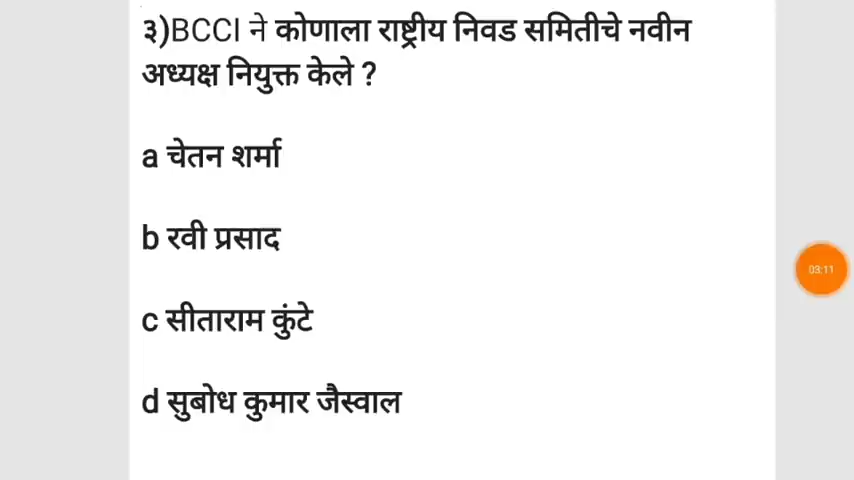 ३)BCCI ने कोणाला राष्ट्रीय निवड समितीचे नवीन
अध्यक्ष नियुक्त केले ?
a चेतन शर्मा
b रवी प्रसाद
03:11
c सीताराम कुंटे
d सुबोध कुमार जैस्वाल